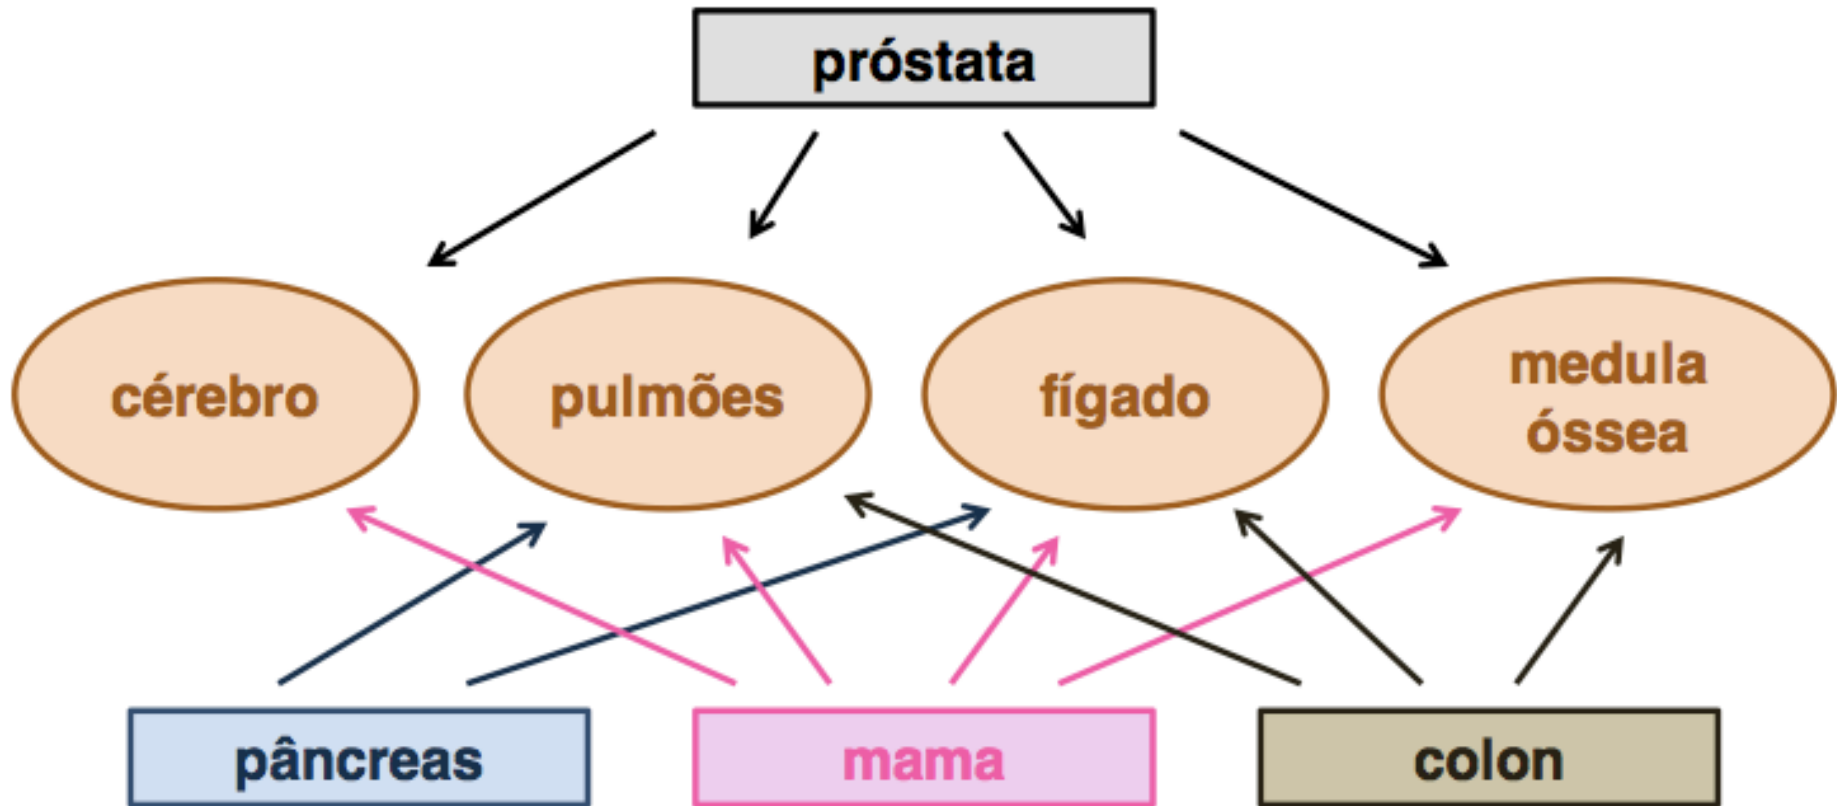 próstata
cérebro
pulmões
fígado
medula
óssea
pâncreas
mama
colon